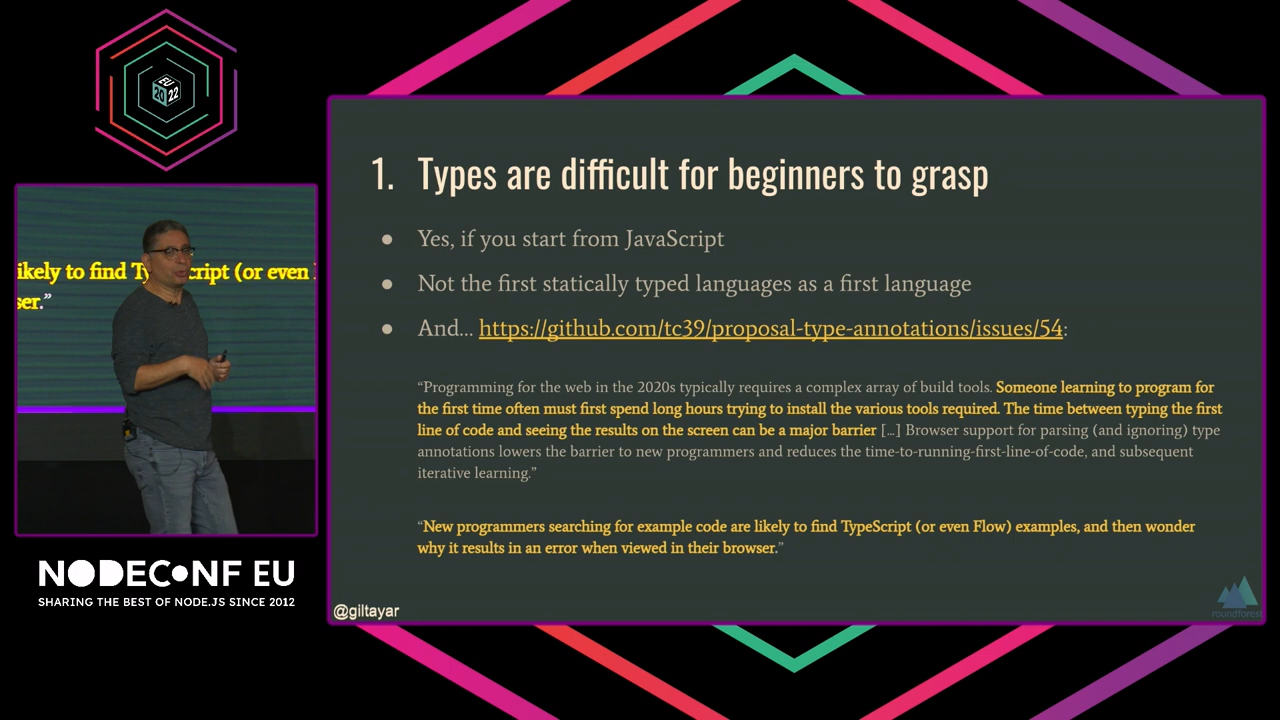 EU
20 22
ikely to find Ty cript (or even
ser.”
NODECONF EU
SHARING THE BEST OF NODE.JS SINCE 2012
1. Types are difficult for beginners to grasp
● Yes, if you start from JavaScript
● Not the first statically typed languages as a first language
● And... https://github.com/tc39/proposal-type-annotations/issues/54:
“Programming for the web in the 2020s typically requires a complex array of build tools. Someone learning to program for
the first time often must first spend long hours trying to install the various tools required. The time between typing the first
line of code and seeing the results on the screen can be a major barrier [...] Browser support for parsing (and ignoring) type
annotations lowers the barrier to new programmers and reduces the time-to-running-first-line-of-code, and subsequent
iterative learning.”
“New programmers searching for example code are likely to find TypeScript (or even Flow) examples, and then wonder
why it results in an error when viewed in their browser.”
@giltayar
roundforest